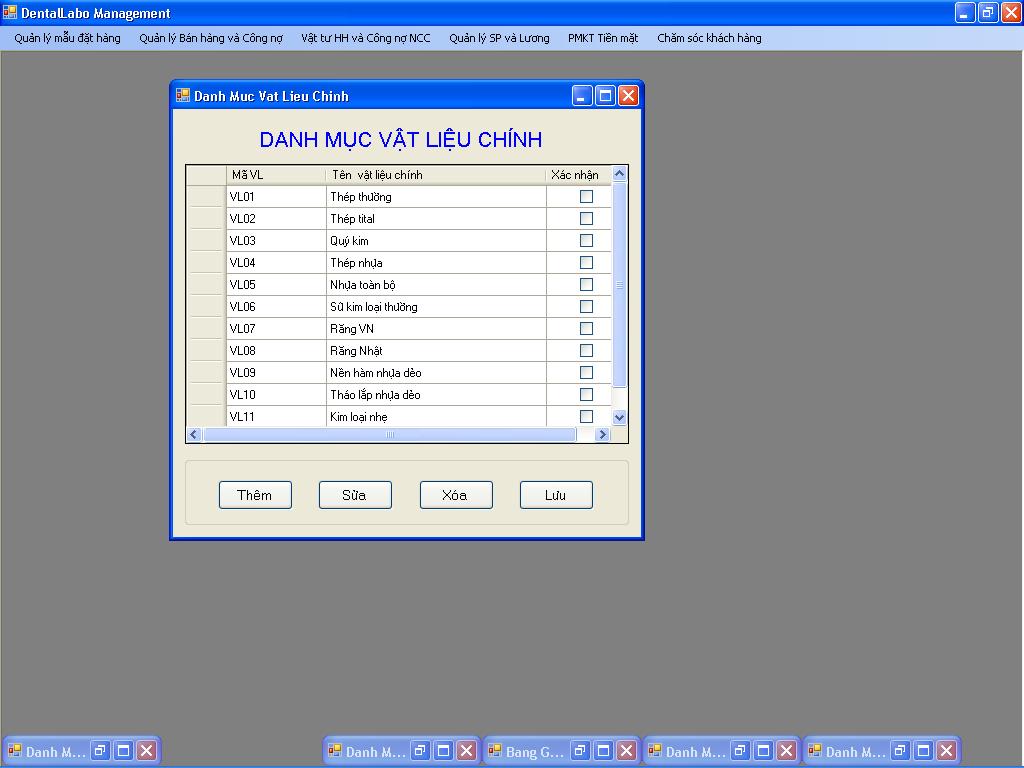 DentalLabo Management
Quản lý mẫu đặt hàng Quản lý Bán hàng và Công nợ Vật tư HH và Công nợ NCC Quản lý SP và Lương PMKT Tiền mặt Chăm sóc khách hàng
Danh Muc Vat Lieu Chinh
DANH MỤC VẬT LIỆU CHÍNH
Mã VL Tên vật liệu chính Xác nhận
VL01 Thép thường
VL02 Thép tital
VL03 Quý kim
VL04 Thép nhựa
VL05 Nhựa toàn bộ
VL06 Sứ kim loại thường
VL07 Răng VN
VL08 Răng Nhật
VL09 Nền hàm nhựa dẻo
VL10 Tháo lắp nhựa dẻo
VL11 Kim loại nhẹ
Thêm Sửa Xóa Lưu
Danh M... Danh M... Bang G... Danh M... Danh M...